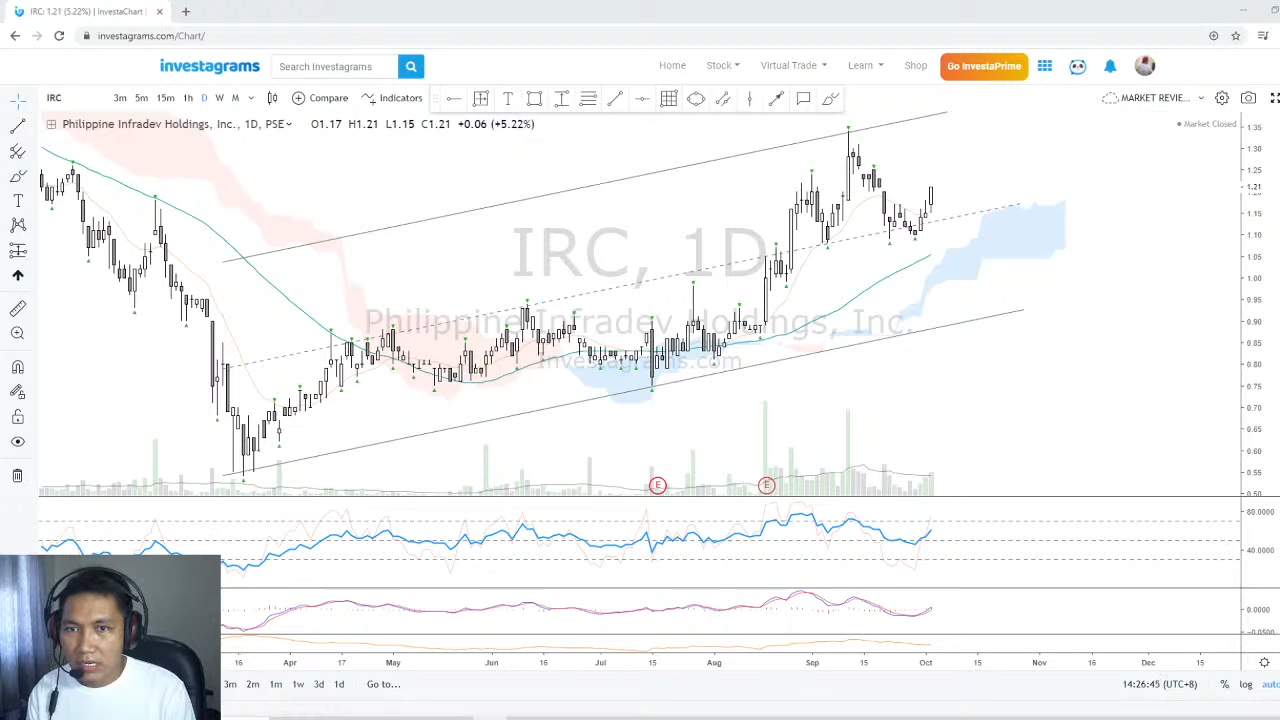 IRC: 1.21 (5.22%) | InvestaChart
investagrams.com/Chart/
investagrams
Search Investagrams
Home
Stock
Virtual Trade
Learn
Shop
Go InvestaPrime
IRC
3m 5m 15m 1h D W M
Compare
Indicators
MARKET REVIE...
Philippine Infradev Holdings, Inc., 1D, PSE
O1.17 H1.21 L1.15 C1.21 +0.06 (+5.22%)
Market Closed
IRC, 1D
Philippine Infradev Holdings, Inc.
investagrams.com
1.35
1.30
1.25
1.21
1.15
1.10
1.05
1.00
0.95
0.90
0.85
0.80
0.75
0.70
0.65
0.60
0.55
0.50
E E
80.0000
40.0000
0.0000
-0.0500
16 Apr 17 May Jun 16 Jul 15 Aug Sep 15 Oct 15 Nov 16 Dec 15
3m 2m 1m 1w 3d 1d Go to...
14:26:45 (UTC+8)
% log auto